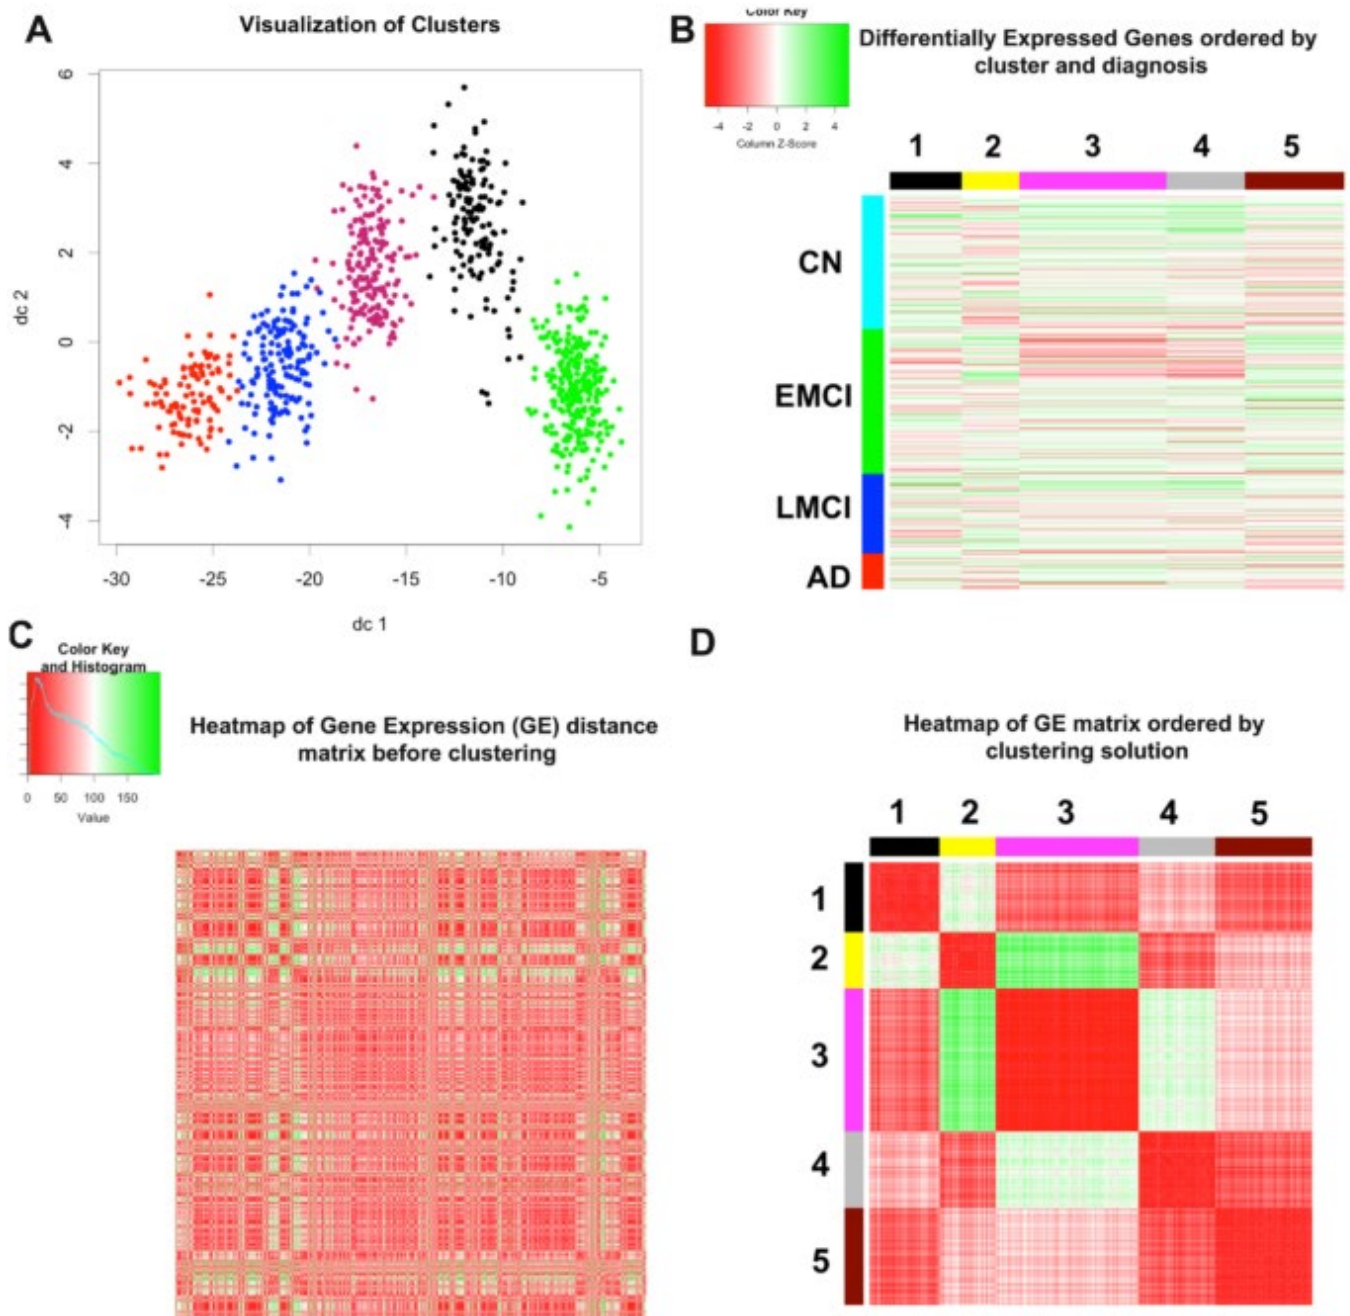 A
Visualization of Clusters
dc 2
6
4
2
0
-2
-4
-30 -25 -20 -15 -10 -5
dc 1
B
Color Key
-4 -2 0 2 4
Column Z-Score
Differentially Expressed Genes ordered by
cluster and diagnosis
1 2 3 4 5
CN
EMCI
LMCI
AD
C
Color Key
and Histogram
0 50 100 150
Value
Heatmap of Gene Expression (GE) distance
matrix before clustering
D
Heatmap of GE matrix ordered by
clustering solution
1 2 3 4 5
1
2
3
4
5